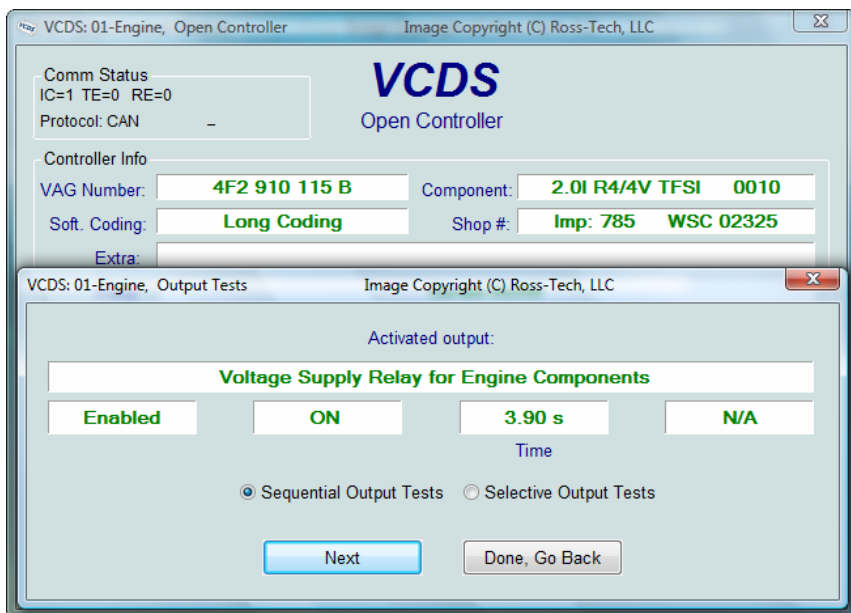 VCDS: 01-Engine, Open Controller Image Copyright (C) Ross-Tech, LLC
Comm Status
IC=1 TE=0 RE=0
Protocol: CAN –
VCDS
Open Controller
Controller Info
VAG Number: 4F2 910 115 B Component: 2.0l R4/4V TFSI 0010
Soft. Coding: Long Coding Shop #: Imp: 785 WSC 02325
Extra:
VCDS: 01-Engine, Output Tests Image Copyright (C) Ross-Tech, LLC
Activated output:
Voltage Supply Relay for Engine Components
Enabled ON 3.90 s N/A
Time
Sequential Output Tests Selective Output Tests
Next Done, Go Back